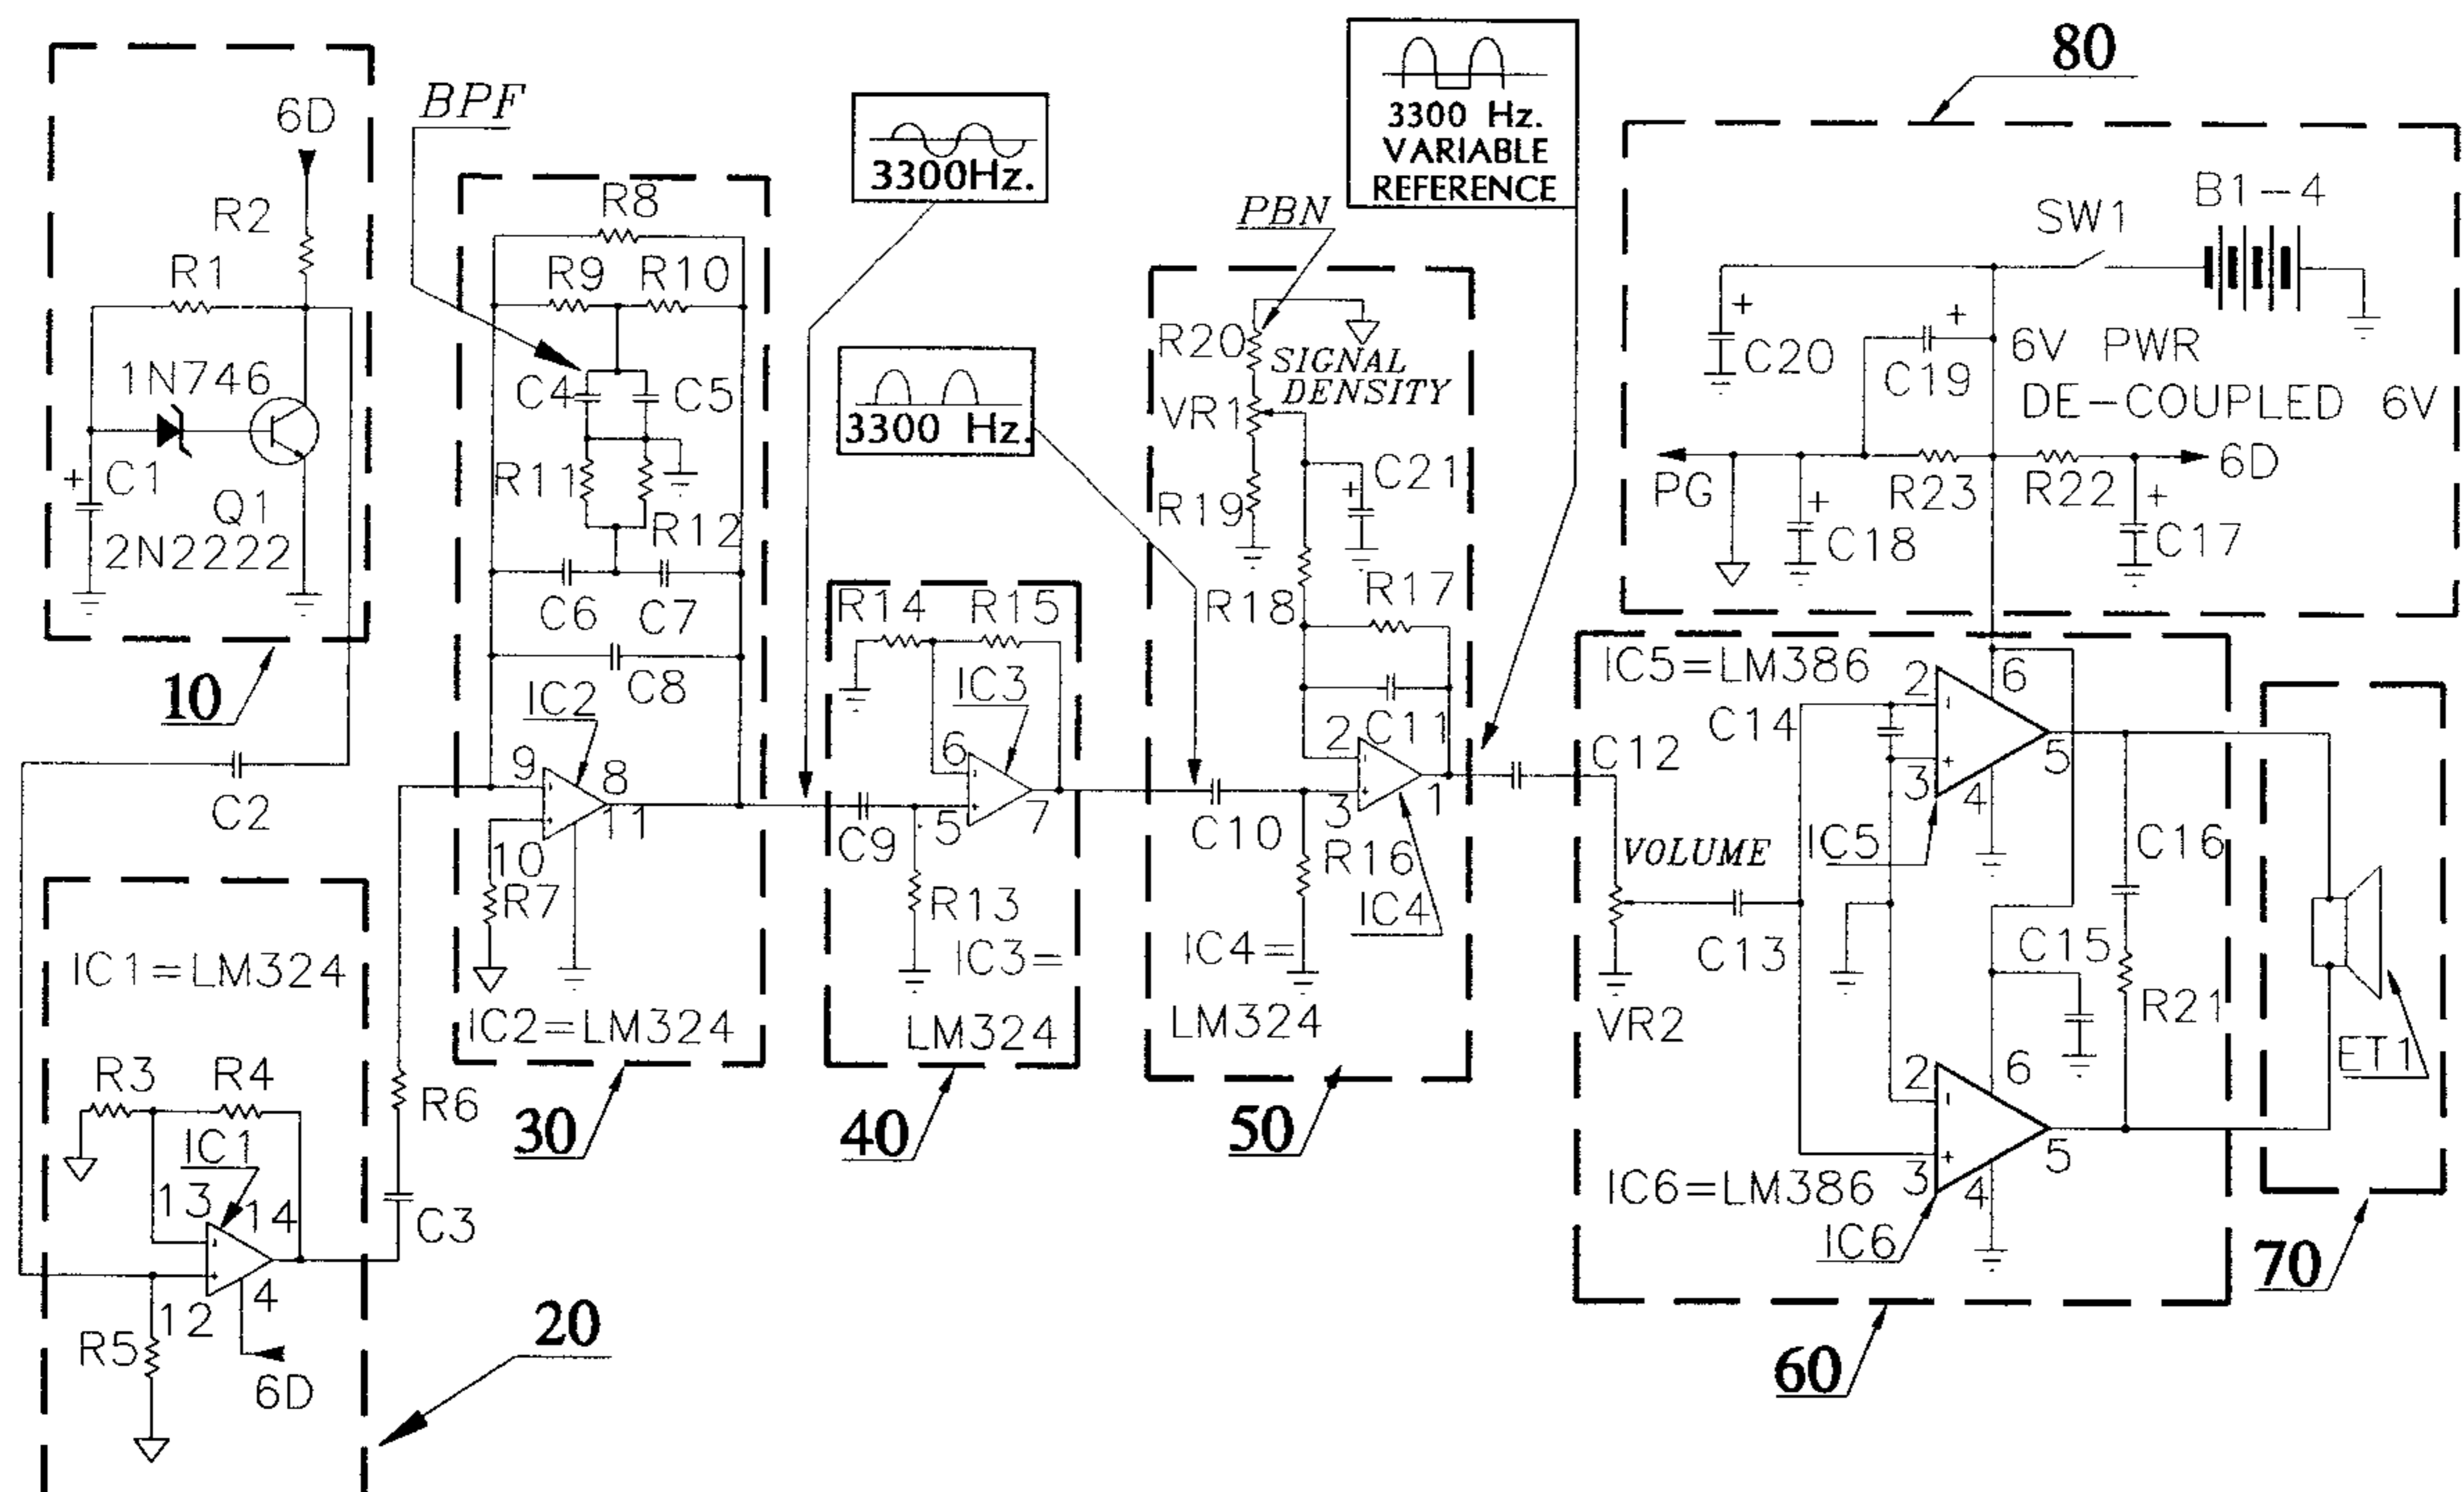 6D
R2
R1
1N746
+
C1
Q1
2N2222
10
C2
IC1=LM324
R3
R4
IC1
13
14
12
4
R5
6D
20
R6
C3
BPF
R8
R9
R10
C4
C5
R11
R12
C6
C7
C8
IC2
9
8
11
10
R7
IC2=LM324
30
3300Hz.
3300 Hz.
R14
R15
IC3
6
5
7
C9
R13
IC3=
LM324
40
PBN
R20
SIGNAL
DENSITY
VR1
R19
C21
+
R18
R17
C11
2
3
1
C10
R16
IC4
IC4=
LM324
50
3300 Hz.
VARIABLE
REFERENCE
80
B1-4
SW1
+
C20
+
C19
6V PWR
DE-COUPLED 6V
PG
R23
R22
6D
+
C18
+
C17
IC5=LM386
2
6
C14
C12
3
+
4
5
IC5
C16
VOLUME
C13
C15
VR2
R21
2
6
3
+
4
5
IC6=LM386
IC6
60
ET1
70